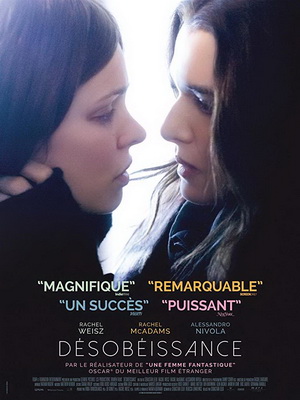 "MAGNIFIQUE" "REMARQUABLE"
"UN SUCCÈS" "PUISSANT"
RACHEL WEISZ RACHEL McADAMS ALESSANDRO NIVOLA
DÉSOBÉISSANCE
PAR LE RÉALISATEUR DE "UNE FEMME FANTASTIQUE"
OSCAR® DU MEILLEUR FILM ÉTRANGER